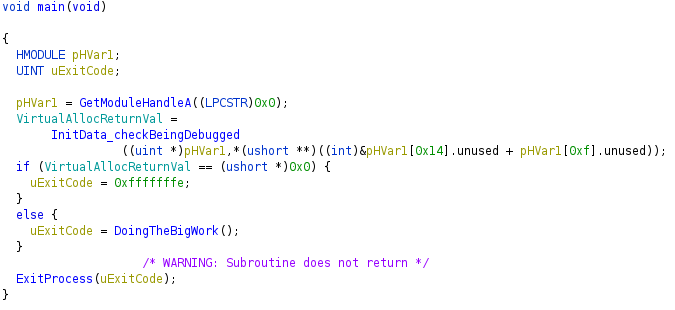 void main(void)
{
HMODULE pHVar1;
UINT uExitCode;
pHVar1 = GetModuleHandleA((LPCSTR)0x0);
VirtualAllocReturnVal =
InitData_checkBeingDebugged
((uint *)pHVar1,*(ushort **)((int)&pHVar1[0x14].unused + pHVar1[0xf].unused));
if (VirtualAllocReturnVal == (ushort *)0x0) {
uExitCode = 0xfffffffe;
}
else {
uExitCode = DoingTheBigWork();
}
/* WARNING: Subroutine does not return */
ExitProcess(uExitCode);
}